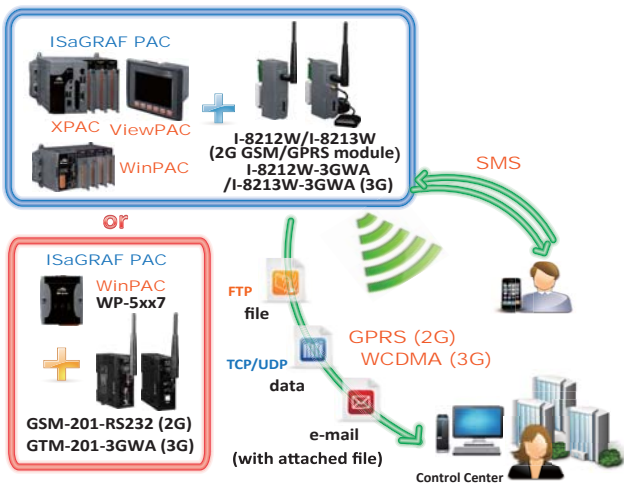 ISaGRAF PAC
XPAC
ViewPAC
WinPAC
I-8212W/I-8213W
(2G GSM/GPRS module)
I-8212W-3GWA
/I-8213W-3GWA (3G)
SMS
or
ISaGRAF PAC
WinPAC
WP-5xx7
GSM-201-RS232 (2G)
GTM-201-3GWA (3G)
FTP
file
TCP/UDP
data
GPRS (2G)
WCDMA (3G)
e-mail
(with attached file)
Control Center